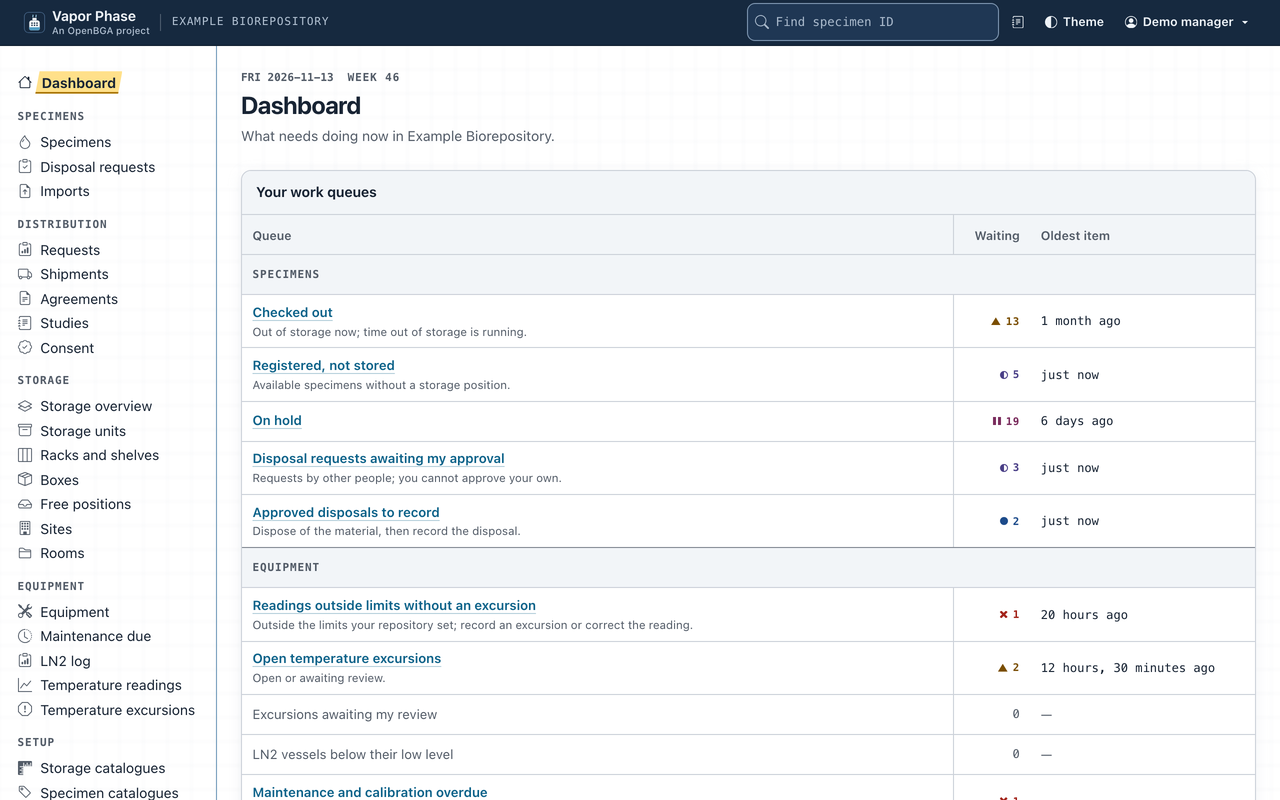 Vapor Phase
An OpenBGA project
EXAMPLE BIOREPOSITORY
Find specimen ID
Theme
Demo manager
Dashboard
SPECIMENS
Specimens
Disposal requests
Imports
DISTRIBUTION
Requests
Shipments
Agreements
Studies
Consent
STORAGE
Storage overview
Storage units
Racks and shelves
Boxes
Free positions
Sites
Rooms
EQUIPMENT
Equipment
Maintenance due
LN2 log
Temperature readings
Temperature excursions
SETUP
Storage catalogues
Specimen catalogues
FRI 2026-11-13 WEEK 46
Dashboard
What needs doing now in Example Biorepository.
Your work queues
Queue Waiting Oldest item
SPECIMENS
Checked out
Out of storage now; time out of storage is running.
13 1 month ago
Registered, not stored
Available specimens without a storage position.
5 just now
On hold
19 6 days ago
Disposal requests awaiting my approval
Requests by other people; you cannot approve your own.
3 just now
Approved disposals to record
Dispose of the material, then record the disposal.
2 just now
EQUIPMENT
Readings outside limits without an excursion
Outside the limits your repository set; record an excursion or correct the reading.
1 20 hours ago
Open temperature excursions
Open or awaiting review.
2 12 hours, 30 minutes ago
Excursions awaiting my review
0 —
LN2 vessels below their low level
0 —
Maintenance and calibration overdue